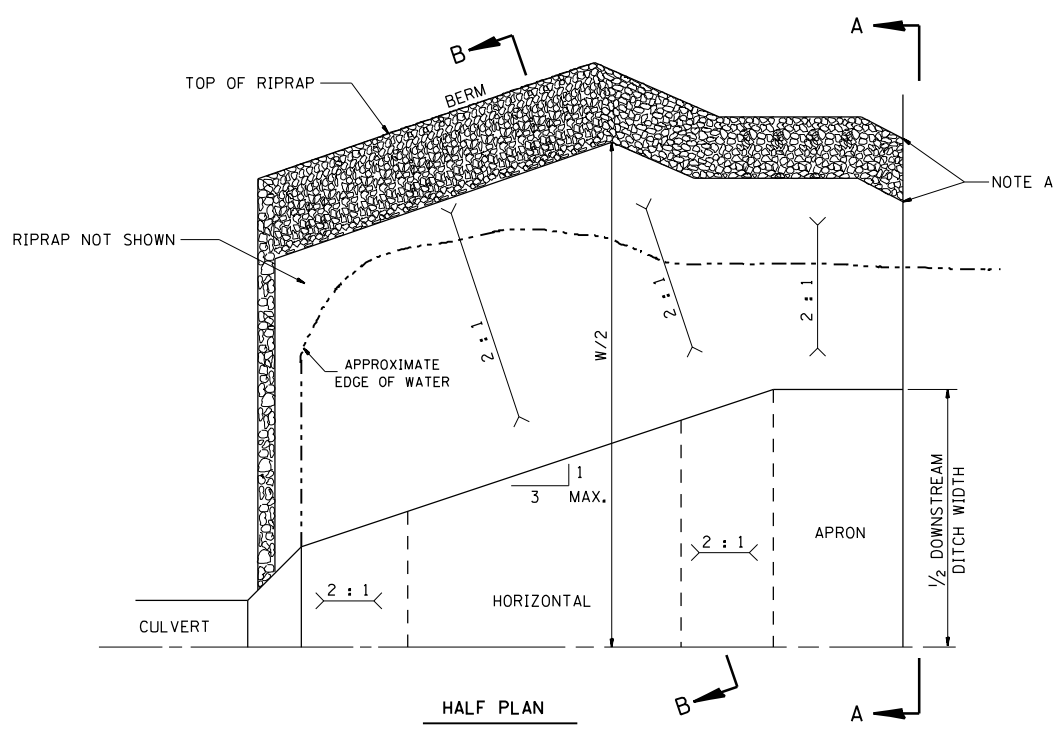 A
B
TOP OF RIPRAP
BERM
NOTE A
RIPRAP NOT SHOWN
2 : 1
2 : 1
2 : 1
W/2
APPROXIMATE
EDGE OF WATER
1
3 MAX.
½ DOWNSTREAM
DITCH WIDTH
APRON
2 : 1
2 : 1
HORIZONTAL
CULVERT
B
A
HALF PLAN